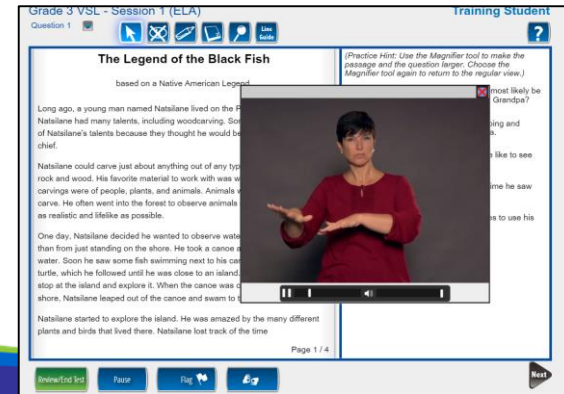 Grade 3 VSL - Session 1 (ELA)
Training Student
Question 1
Line
Guide
?
The Legend of the Black Fish
based on a Native American Legend
Long ago, a young man named Natsilane lived on the
Natsilane had many talents, including woodcarving.
of Natsilane's talents because they thought he would be
chief.
Natsilane could carve just about anything out of any
rock and wood. His favorite material to work with was
carvings were of people, plants, and animals. Animals
carve. He often went into the forest to observe animals
as realistic and lifelike as possible.
One day, Natsilane decided he wanted to observe
than from just standing on the shore. He took a canoe
water. Soon he saw some fish swimming next to his
turtle, which he followed until he was close to an island.
stop at the island and explore it. When the canoe was
shore, Natsilane leaped out of the canoe and swam to
Natsilane started to explore the island. He was amazed by the many different
plants and birds that lived there. Natsilane lost track of the time
Page 1 / 4
(Practice Hint: Use the Magnifier tool to make the
passage and the question larger. Choose the
Magnifier tool again to return to the regular view.)
most likely be
Grandpa?
and
like to see
he saw
to use his
Review/End Test
Pause
Flag
Next